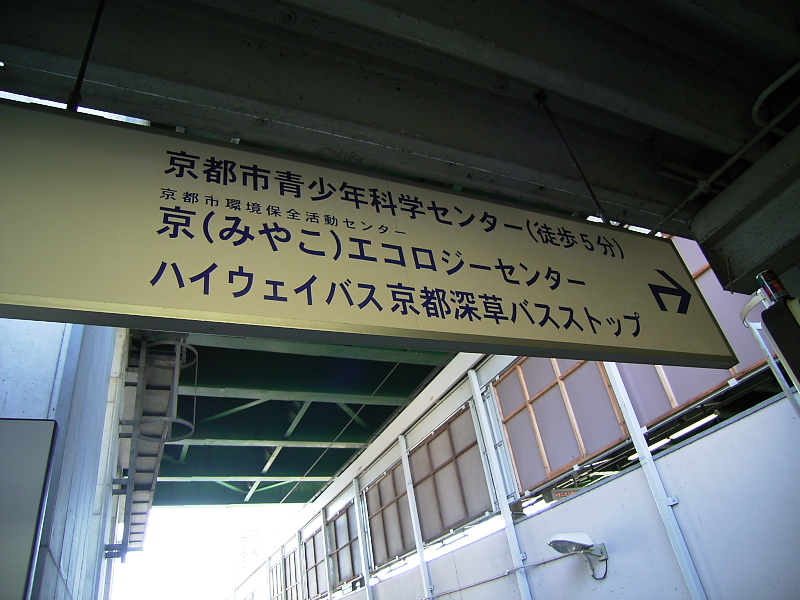 京都市青少年科学センター(徒歩5分)
京都市環境保全活動センター
京(みやこ)エコロジーセンター
ハイウェイバス京都深草バスストップ